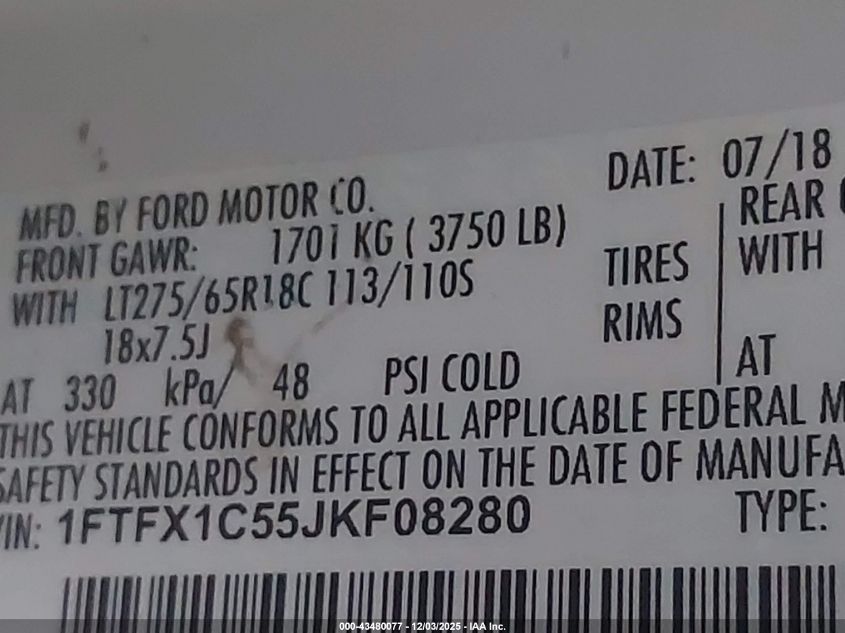 DATE: 07/18
MFD. BY FORD MOTOR CO.
FRONT GAWR: 1701 KG ( 3750 LB)
REAR
WITH LT275/65R18C 113/110S
TIRES
WITH
18x7.5J
RIMS
AT 330 kPa/ 48 PSI COLD
AT
THIS VEHICLE CONFORMS TO ALL APPLICABLE FEDERAL M
SAFETY STANDARDS IN EFFECT ON THE DATE OF MANUFA
VIN: 1FTFX1C55JKF08280
TYPE:
000-43480077 - 12/03/2025 - IAA Inc.